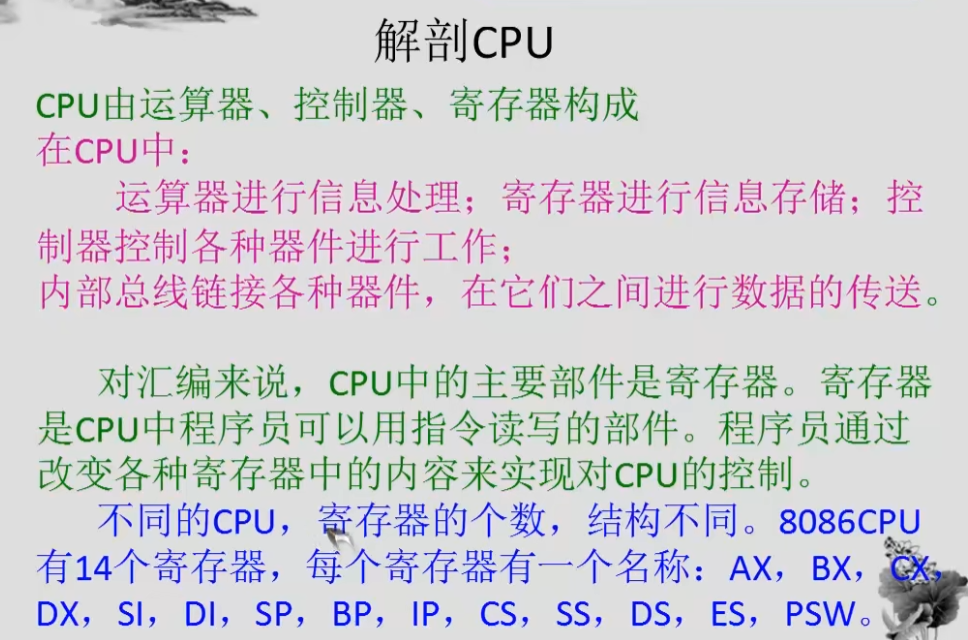 解剖CPU
CPU由运算器、控制器、寄存器构成
在CPU中：
运算器进行信息处理；寄存器进行信息存储；控
制器控制各种器件进行工作；
内部总线链接各种器件，在它们之间进行数据的传送。
对汇编来说，CPU中的主要部件是寄存器。寄存器
是CPU中程序员可以用指令读写的部件。程序员通过
改变各种寄存器中的内容来实现对CPU的控制。
不同的CPU，寄存器的个数，结构不同。8086CPU
有14个寄存器，每个寄存器有一个名称：AX，BX，CX，
DX，SI，DI，SP，BP，IP，CS，SS，DS，ES，PSW。